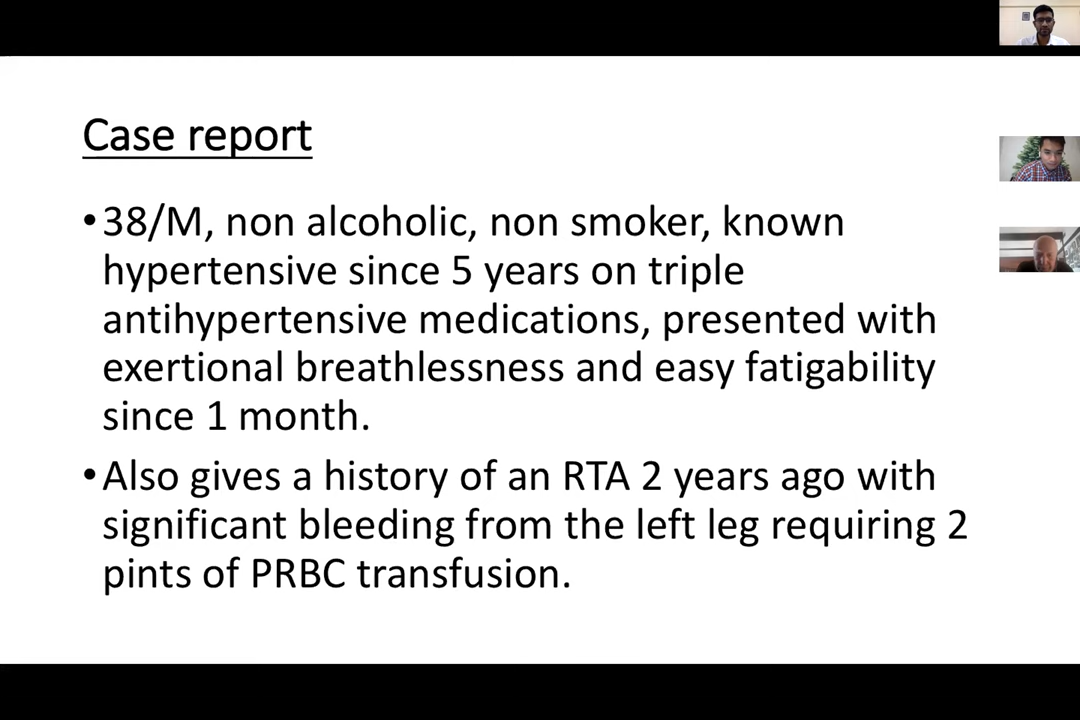 Case report
•38/M, non alcoholic, non smoker, known
hypertensive since 5 years on triple
antihypertensive medications, presented with
exertional breathlessness and easy fatigability
since 1 month.
•Also gives a history of an RTA 2 years ago with
significant bleeding from the left leg requiring 2
pints of PRBC transfusion.